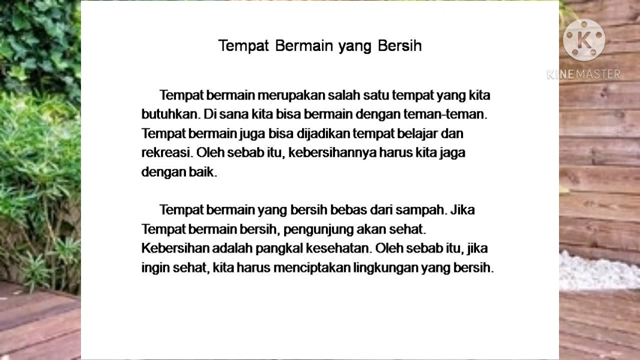 Tempat Bermain yang Bersih
KINEMASTER
Tempat bermain merupakan salah satu tempat yang kita
butuhkan. Di sana kita bisa bermain dengan teman-teman.
Tempat bermain juga bisa dijadikan tempat belajar dan
rekreasi. Oleh sebab itu, kebersihannya harus kita jaga
dengan baik.
Tempat bermain yang bersih bebas dari sampah. Jika
Tempat bermain bersih, pengunjung akan sehat.
Kebersihan adalah pangkal kesehatan. Oleh sebab itu, jika
ingin sehat, kita harus menciptakan lingkungan yang bersih.